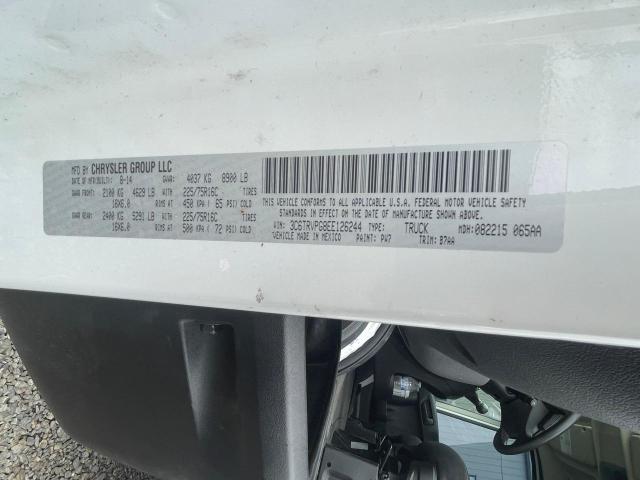 MFD BY CHRYSLER GROUP LLC
DATE OF MFR/BUILT: 8-14 GVWR: 4037 KG 8900 LB
GAWR FRONT: 2100 KG 4629 LB WITH 225/75R16C TIRES
16X6.0 RIMS AT 450 KPA( 65 PSI) COLD
GAWR REAR: 2400 KG 5291 LB WITH 225/75R16C TIRES
16X6.0 RIMS AT 500 KPA ( 72 PSI) COLD
THIS VEHICLE CONFORMS TO ALL APPLICABLE U.S.A. FEDERAL MOTOR VEHICLE SAFETY
STANDARDS IN EFFECT ON THE DATE OF MANUFACTURE SHOWN ABOVE.
VIN: 3C6TRVPG8EE126244 TYPE: TRUCK MDH: 082215 065AA
VEHICLE MADE IN MEXICO PAINT: PW7 TRIM: B7AA